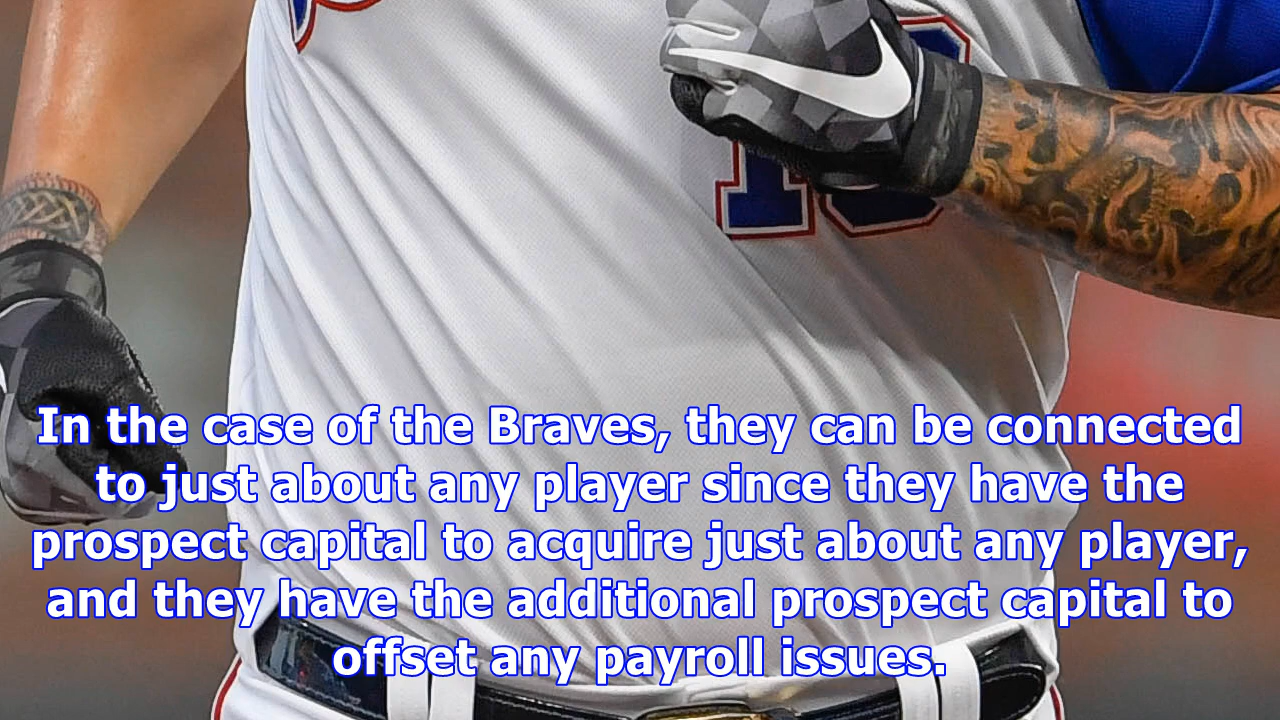 In the case of the Braves, they can be connected
to just about any player since they have the
prospect capital to acquire just about any player,
and they have the additional prospect capital to
offset any payroll issues.